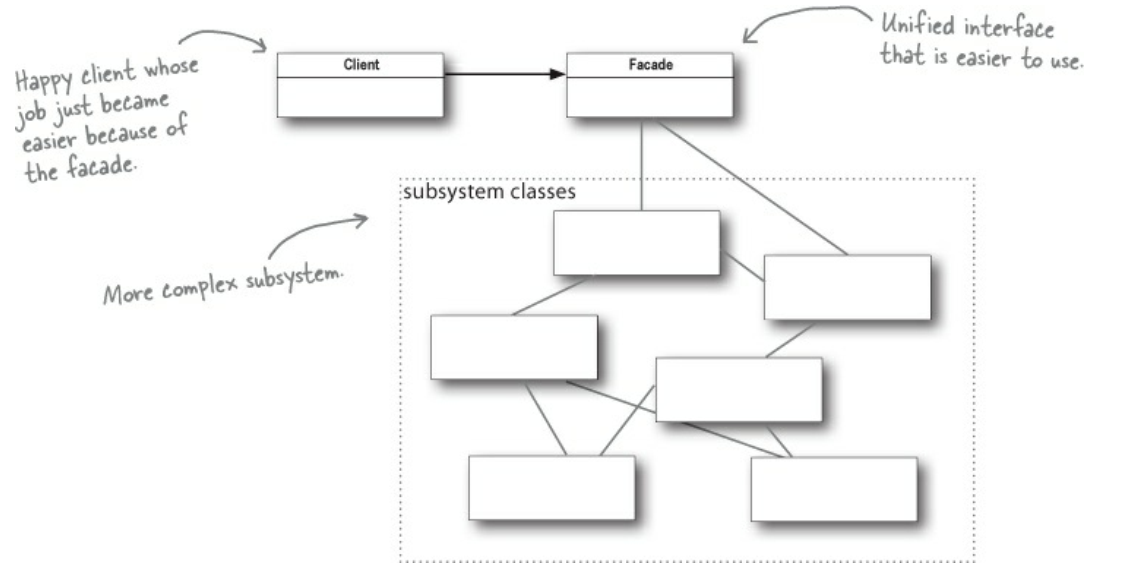 Client
Facade
Unified interface
that is easier to use.
Happy client whose
job just became
easier because of
the facade.
subsystem classes
More complex subsystem.